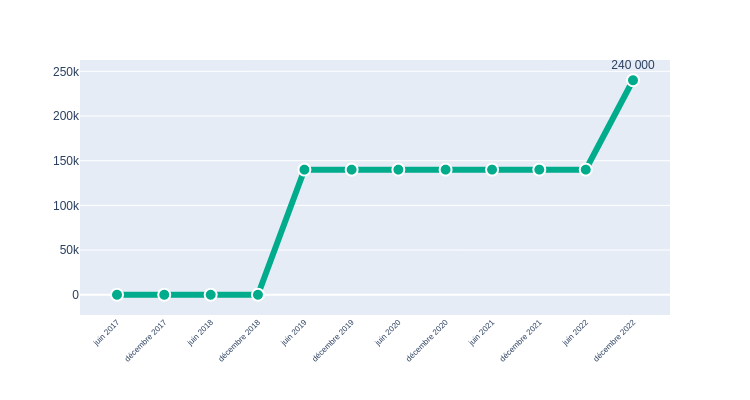 240 000
250k
200k
150k
100k
50k
0
juin 2017
décembre 2017
juin 2018
décembre 2018
juin 2019
décembre 2019
juin 2020
décembre 2020
juin 2021
décembre 2021
juin 2022
décembre 2022